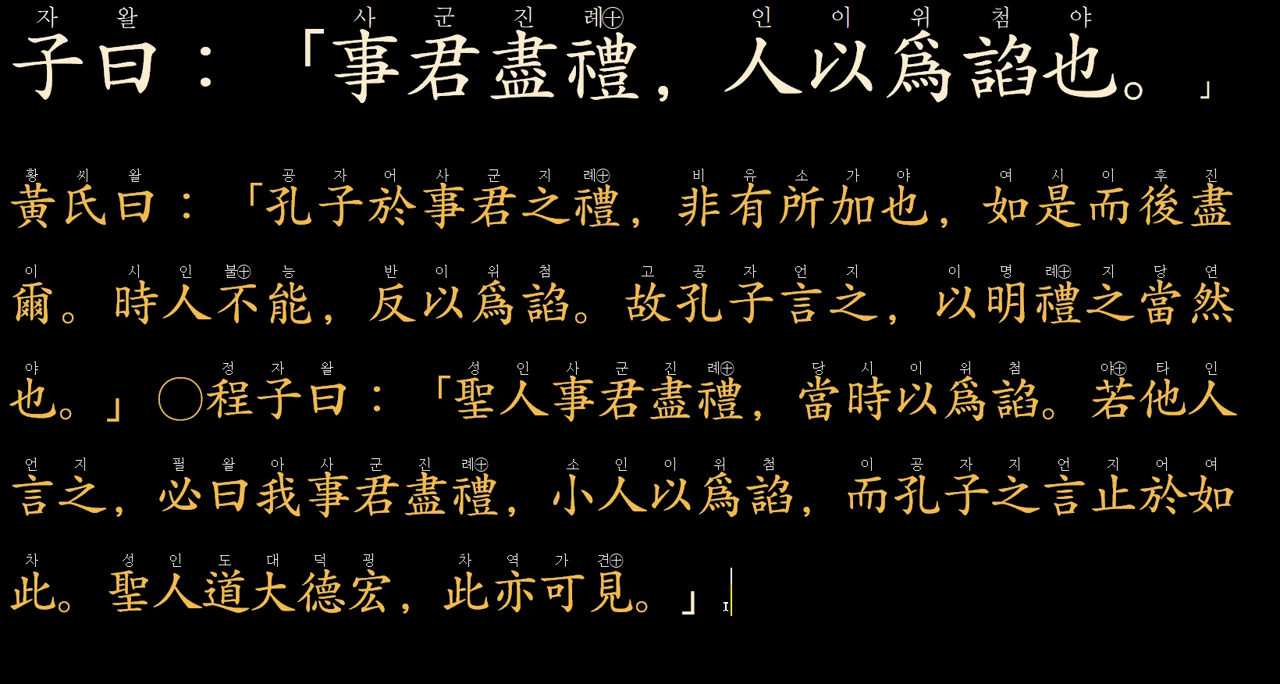 자 왈 사 군 진 례㊉ 인 이 위 첨 야
子曰：「事君盡禮，人以爲諂也。」
황 씨 왈 공 자 어 사 군 지 례㊉ 비 유 소 가 야 여 시 이 후 진
黃氏曰：「孔子於事君之禮，非有所加也，如是而後盡
이 시 인 불㊉ 능 반 이 위 첨 고 공 자 언 지 이 명 례㊉ 지 당 연
爾。時人不能，反以爲諂。故孔子言之，以明禮之當然
야 정 자 왈 성 인 사 군 진 례㊉ 당 시 이 위 첨 야㊉ 타 인
也。」◯程子曰：「聖人事君盡禮，當時以爲諂。若他人
언 지 필 왈 아 사 군 진 례㊉ 소 인 이 위 첨 이 공 자 지 언 지 어 여
言之，必曰我事君盡禮，小人以爲諂，而孔子之言止於如
차 성 인 도 대 덕 굉 차 역 가 견㊉
此。聖人道大德宏，此亦可見。」